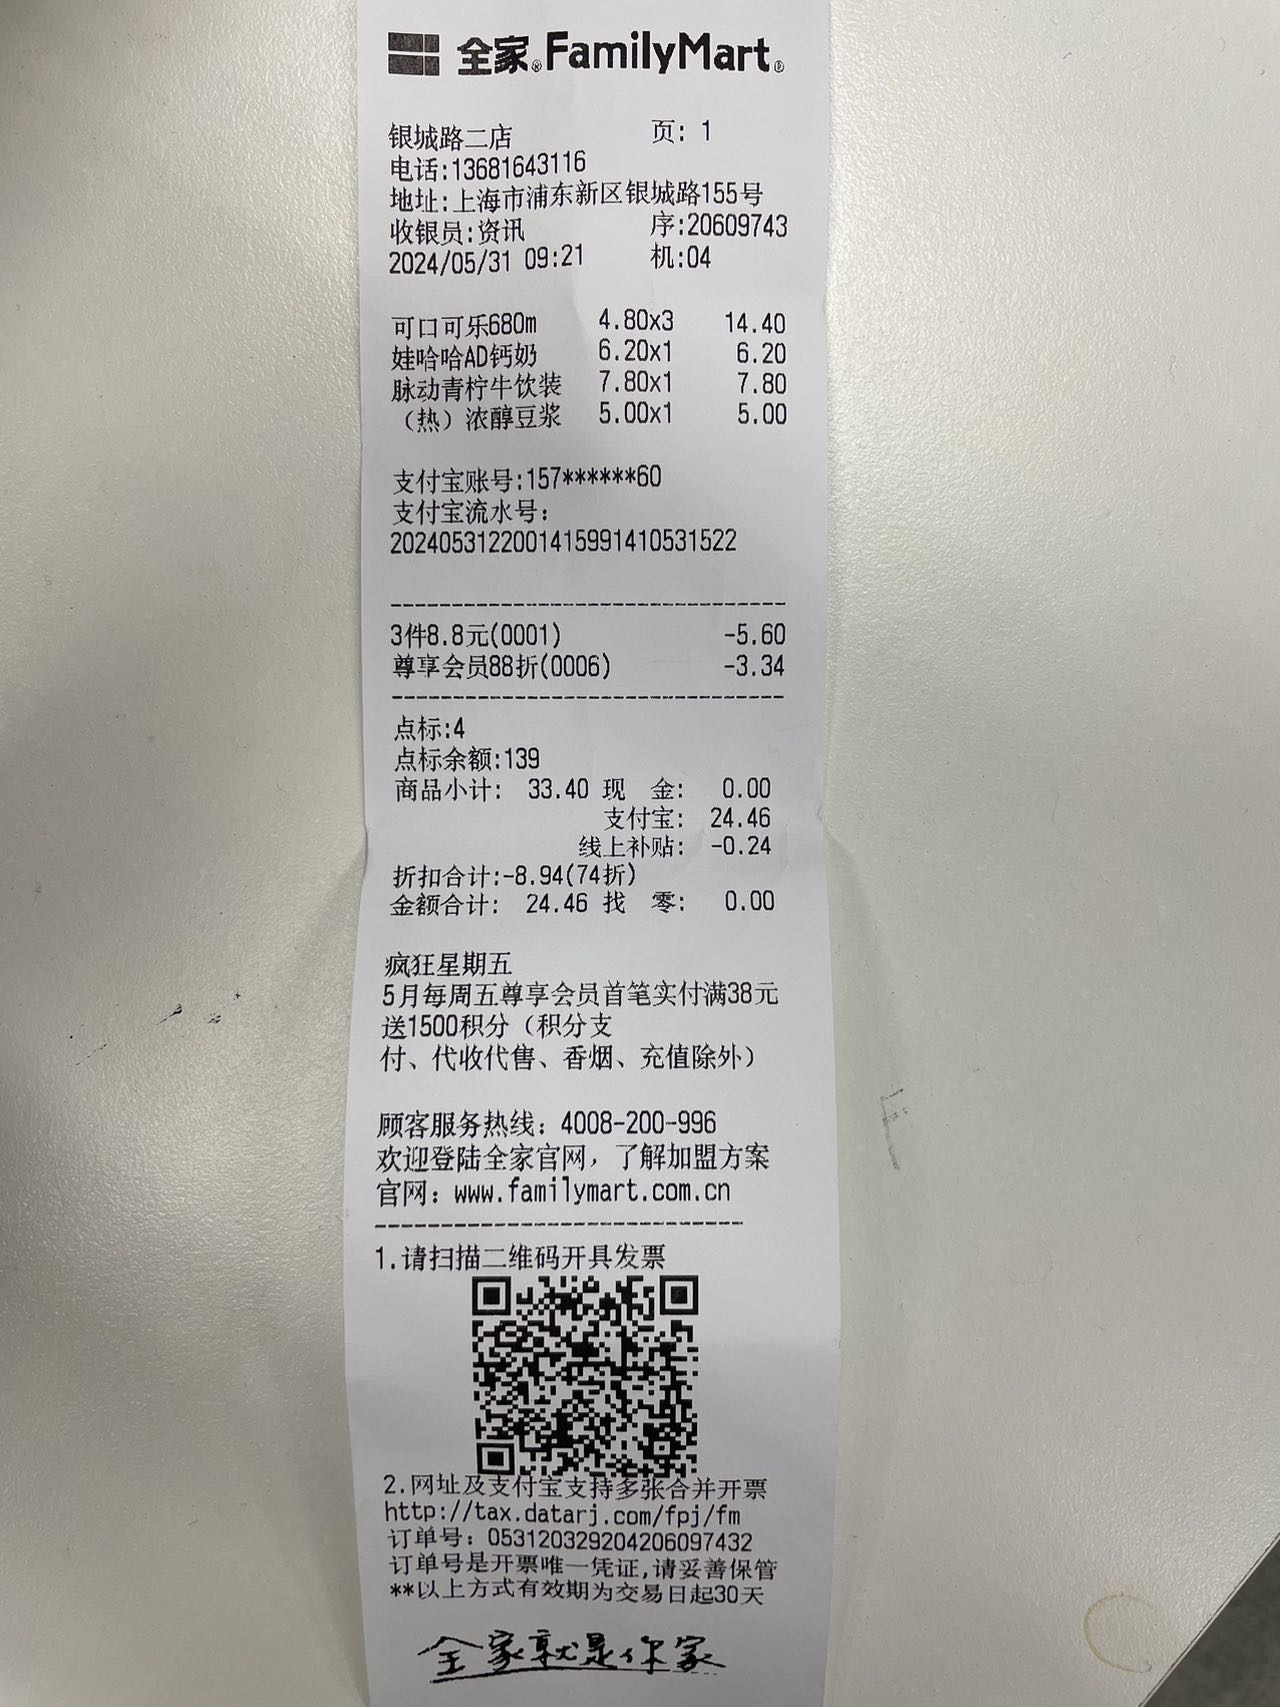 全家®FamilyMart®
银城路二店 页: 1
电话:13681643116
地址:上海市浦东新区银城路155号
收银员:资讯 序:20609743
2024/05/31 09:21 机:04
可口可乐680m 4.80x3 14.40
娃哈哈AD钙奶 6.20x1 6.20
脉动青柠牛饮装 7.80x1 7.80
(热)浓醇豆浆 5.00x1 5.00
支付宝账号:157******60
支付宝流水号:
2024053122001415991410531522
3件8.8元(0001) -5.60
尊享会员88折(0006) -3.34
点标:4
点标余额:139
商品小计: 33.40 现 金: 0.00
支付宝: 24.46
线上补贴: -0.24
折扣合计:-8.94(74折)
金额合计: 24.46 找 零: 0.00
疯狂星期五
5月每周五尊享会员首笔实付满38元
送1500积分(积分支
付、代收代售、香烟、充值除外)
顾客服务热线: 4008-200-996
欢迎登陆全家官网,了解加盟方案
官网: www.familymart.com.cn
1.请扫描二维码开具发票
2.网址及支付宝支持多张合并开票
http://tax.datarj.com/fpj/fm
订单号: 053120329204206097432
订单号是开票唯一凭证,请妥善保管
**以上方式有效期为交易日起30天
全家就是你家